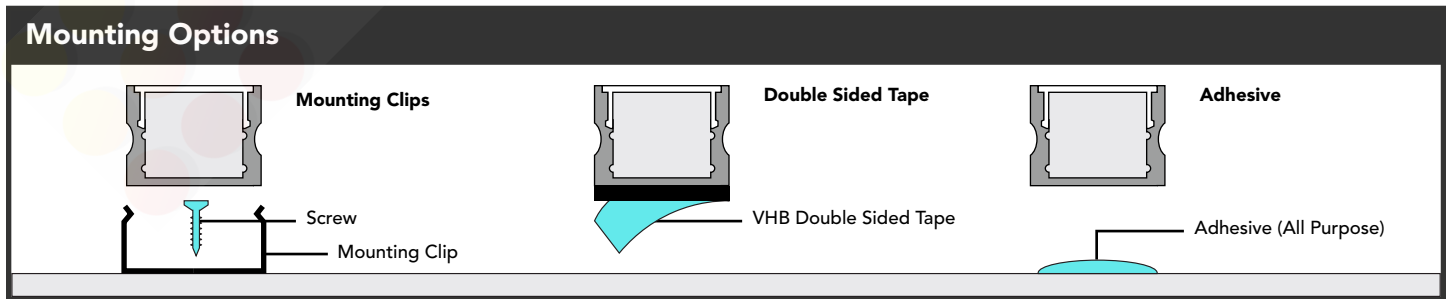 Mounting Options
Mounting Clips
Screw
Mounting Clip
Double Sided Tape
VHB Double Sided Tape
Adhesive
Adhesive (All Purpose)